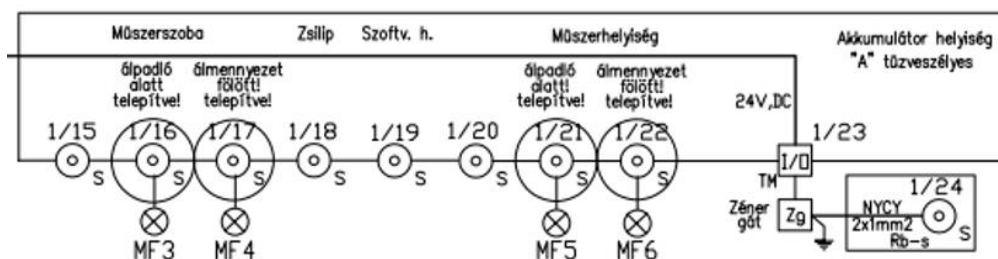 Műszerszoba
Zsilip
Szoftv. h.
Műszerhelyiség
Akkumulátor helyiség
"A" tűzveszélyes
álpadló
alatt
telepítve!
álmennyezet
fölött!
telepítve!
álpadló
alatt!
telepítve!
álmennyezet
fölött!
telepítve!
24V,DC
1/15
1/16
1/17
1/18
1/19
1/20
1/21
1/22
1/23
I/O
S
S
S
S
S
S
S
S
TM
MF3
MF4
MF5
MF6
Zéner
gát
Zg
NYCY
2x1mm2
Rb-s
1/24
S